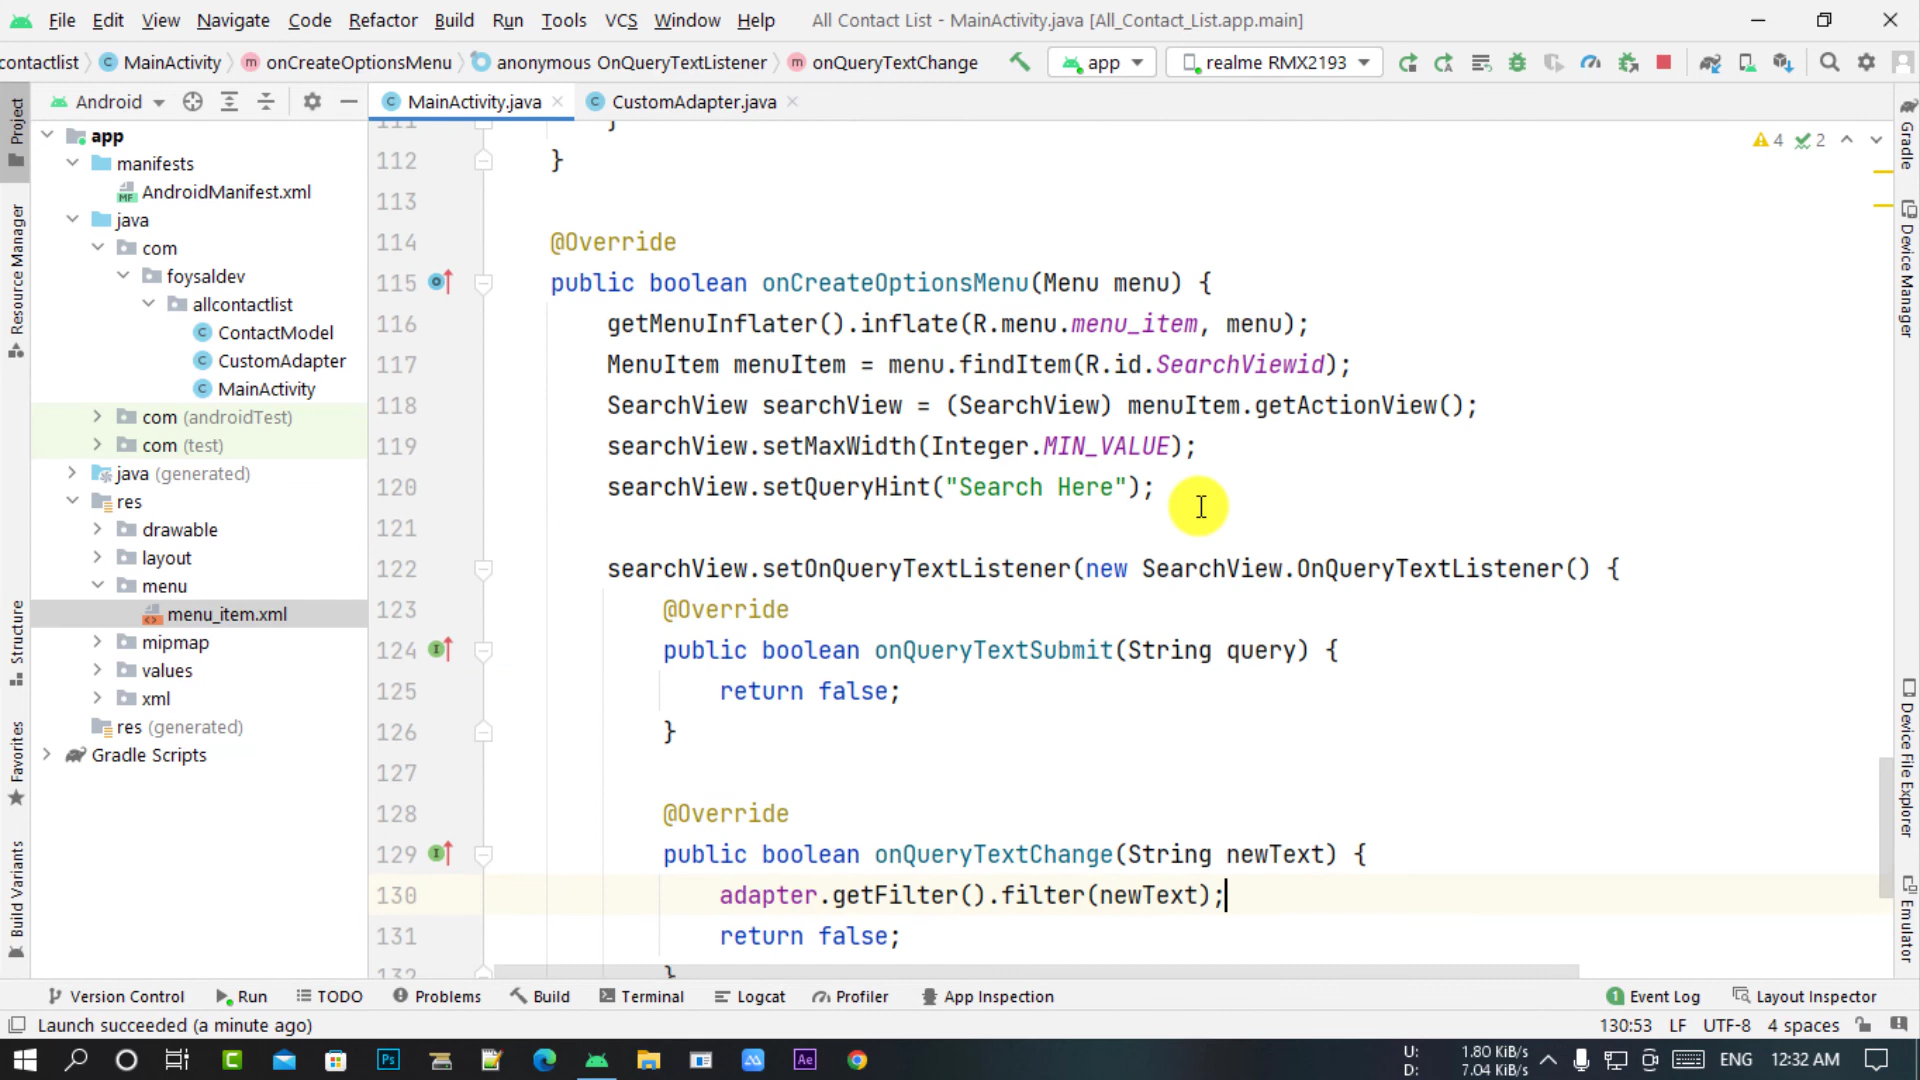 File Edit View Navigate Code Refactor Build Run Tools VCS Window Help All Contact List - MainActivity.java [All_Contact_List.app.main]
contactlist MainActivity onCreateOptionsMenu anonymous OnQueryTextListener onQueryTextChange app realme RMX2193
Android MainActivity.java CustomAdapter.java
Project
Resource Manager
Structure
Favorites
Build Variants
app
manifests
AndroidManifest.xml
java
com
foysaldev
allcontactlist
ContactModel
CustomAdapter
MainActivity
com (androidTest)
com (test)
java (generated)
res
drawable
layout
menu
menu_item.xml
mipmap
values
xml
res (generated)
Gradle Scripts
4 2
111 }
112 }
113
114 @Override
115 public boolean onCreateOptionsMenu(Menu menu) {
116 getMenuInflater().inflate(R.menu.menu_item, menu);
117 MenuItem menuItem = menu.findItem(R.id.SearchViewid);
118 SearchView searchView = (SearchView) menuItem.getActionView();
119 searchView.setMaxWidth(Integer.MIN_VALUE);
120 searchView.setQueryHint("Search Here");
121
122 searchView.setOnQueryTextListener(new SearchView.OnQueryTextListener() {
123 @Override
124 public boolean onQueryTextSubmit(String query) {
125 return false;
126 }
127
128 @Override
129 public boolean onQueryTextChange(String newText) {
130 adapter.getFilter().filter(newText);
131 return false;
132 }
Gradle
Device Manager
Device File Explorer
Emulator
Version Control Run TODO Problems Build Terminal Logcat Profiler App Inspection 1 Event Log Layout Inspector
Launch succeeded (a minute ago) 130:53 LF UTF-8 4 spaces
C Ps Ae U: 1.80 KiB/s ENG 12:32 AM
D: 7.04 KiB/s